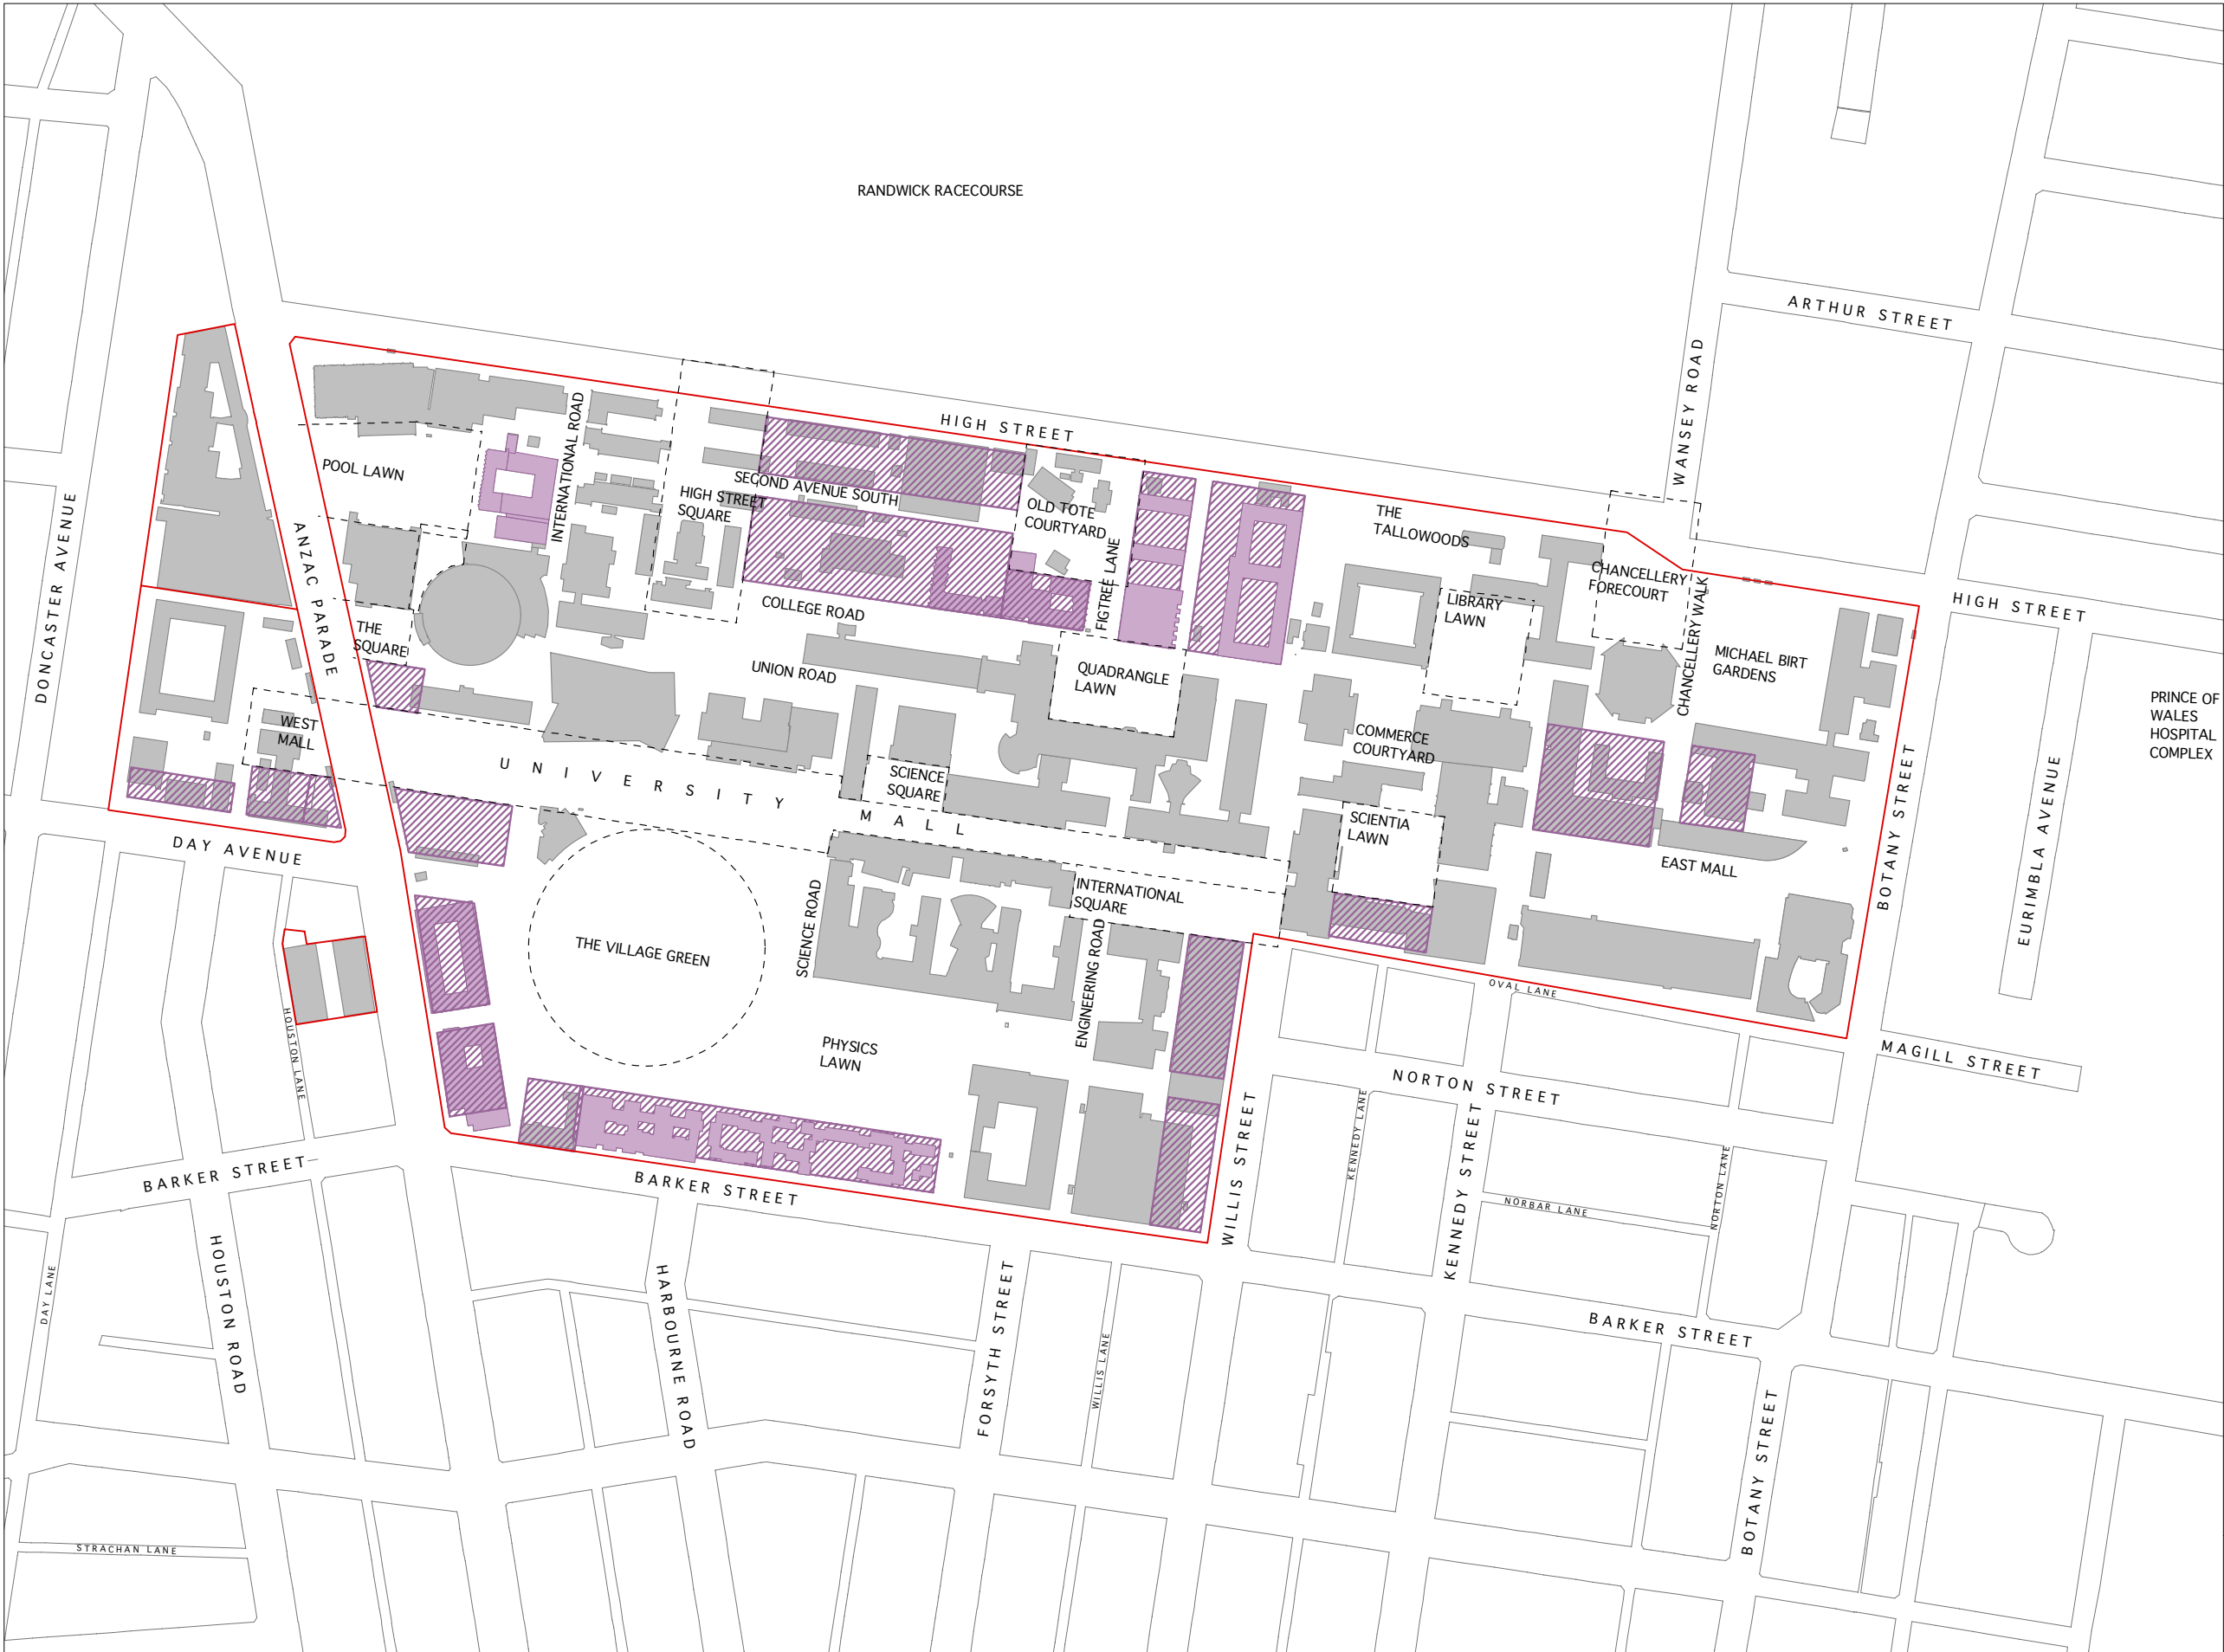 RANDWICK RACECOURSE
ARTHUR STREET
WANSEY ROAD
HIGH STREET
INTERNATIONAL ROAD
POOL LAWN
SECOND AVENUE SOUTH
HIGH STREET
SQUARE
OLD TOTE
COURTYARD
THE
TALLOWOODS
DONCASTER AVENUE
ANZAC PARADE
FIGTREE LANE
CHANCELLERY
FORECOURT
CHANCELLERY WALK
HIGH STREET
LIBRARY
LAWN
COLLEGE ROAD
THE
SQUARE
UNION ROAD
QUADRANGLE
LAWN
MICHAEL BIRT
GARDENS
PRINCE OF
WALES
HOSPITAL
COMPLEX
WEST
MALL
COMMERCE
COURTYARD
UNIVERSITY
MALL
SCIENCE
SQUARE
SCIENTIA
LAWN
BOTANY STREET
EURIMBLA AVENUE
DAY AVENUE
EAST MALL
INTERNATIONAL
SQUARE
SCIENCE ROAD
THE VILLAGE GREEN
ENGINEERING ROAD
OVAL LANE
HOUSTON LANE
PHYSICS
LAWN
MAGILL STREET
NORTON STREET
KENNEDY LANE
WILLIS STREET
KENNEDY STREET
NORTON LANE
BARKER STREET
BARKER STREET
NORBAR LANE
DAY LANE
HOUSTON ROAD
HARBOURNE ROAD
FORSYTH STREET
WILLIS LANE
BARKER STREET
BOTANY STREET
STRACHAN LANE